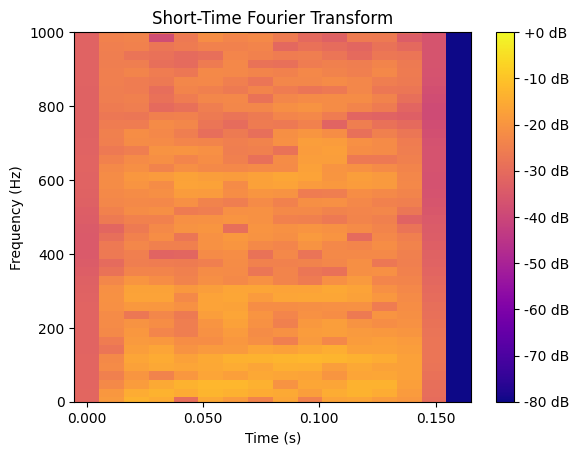 Short-Time Fourier Transform
1000
800
600
400
200
0
Frequency (Hz)
0.000
0.050
0.100
0.150
Time (s)
+0 dB
-10 dB
-20 dB
-30 dB
-40 dB
-50 dB
-60 dB
-70 dB
-80 dB